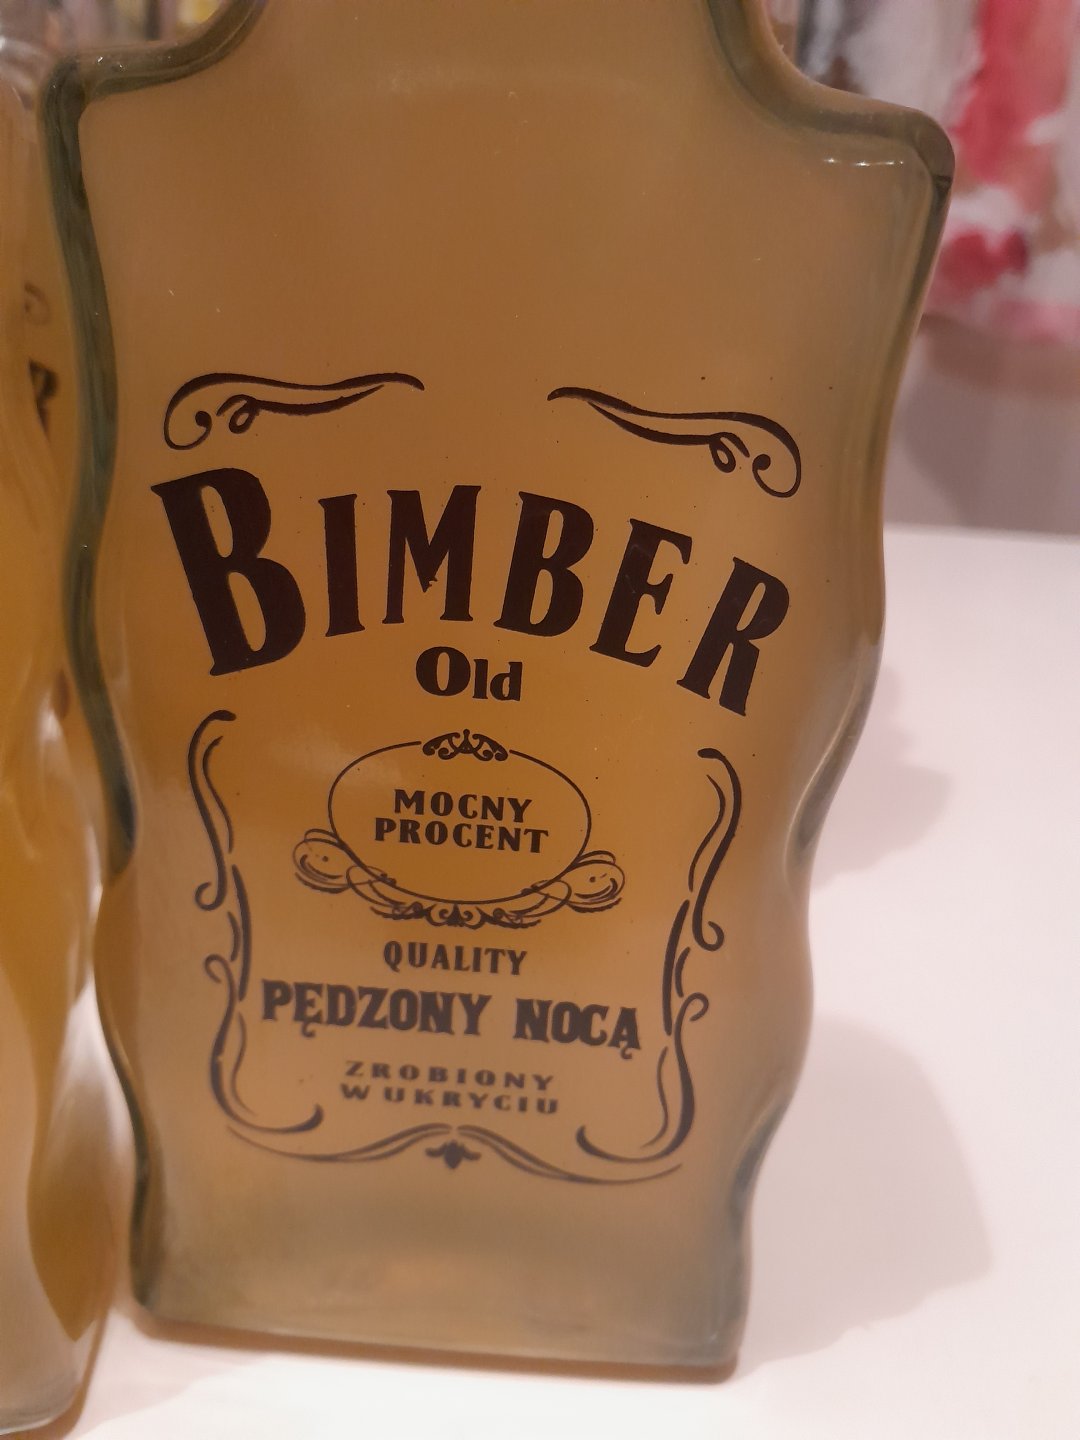 BIMBER
Old
MOCNY
PROCENT
QUALITY
PĘDZONY NOCĄ
ZROBIONY
W UKRYCIU
R